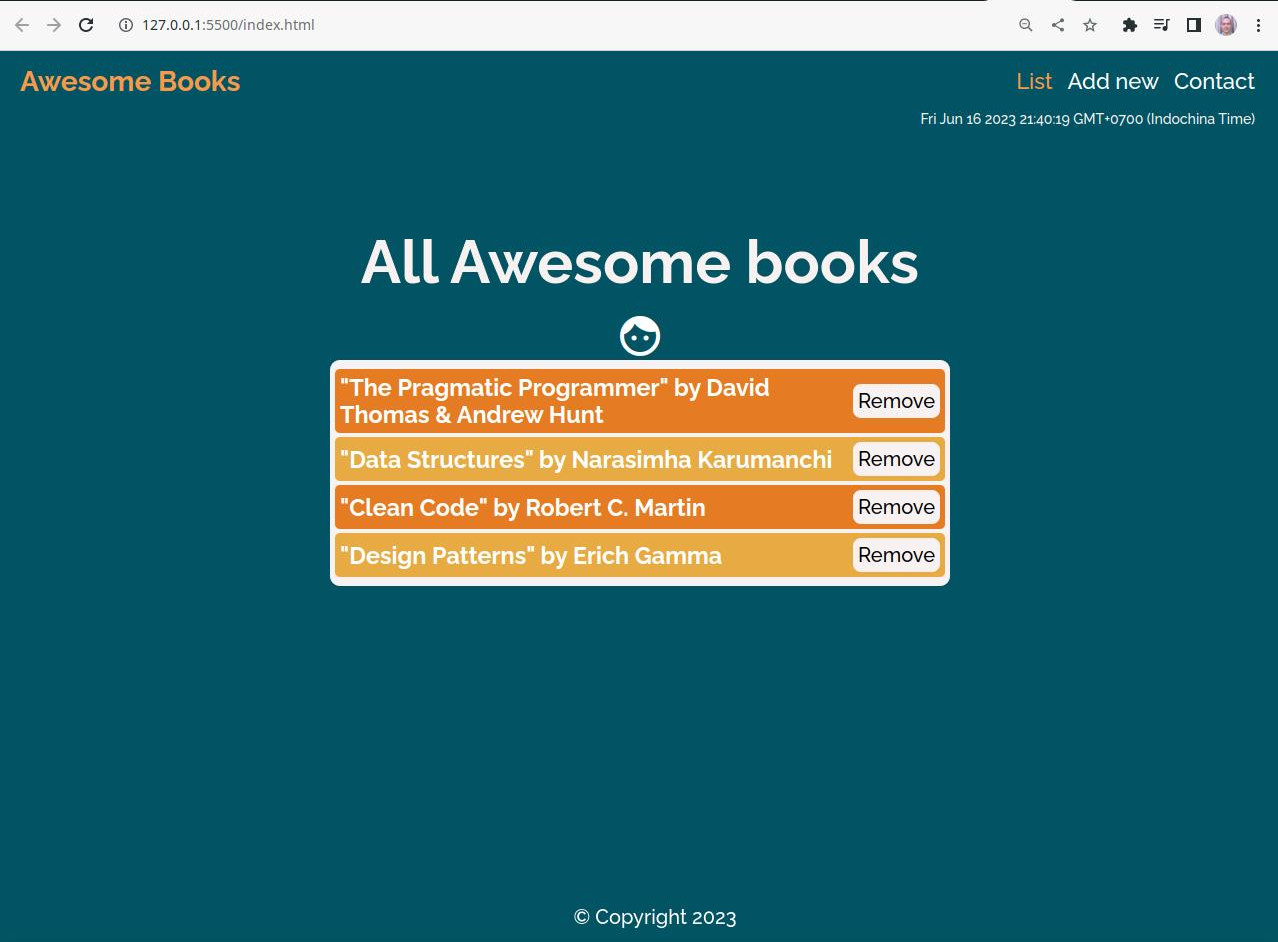 127.0.0.1:5500/index.html
Awesome Books
List Add new Contact
Fri Jun 16 2023 21:40:19 GMT+0700 (Indochina Time)
All Awesome books
"The Pragmatic Programmer" by David
Thomas & Andrew Hunt
Remove
"Data Structures" by Narasimha Karumanchi
Remove
"Clean Code" by Robert C. Martin
Remove
"Design Patterns" by Erich Gamma
Remove
© Copyright 2023